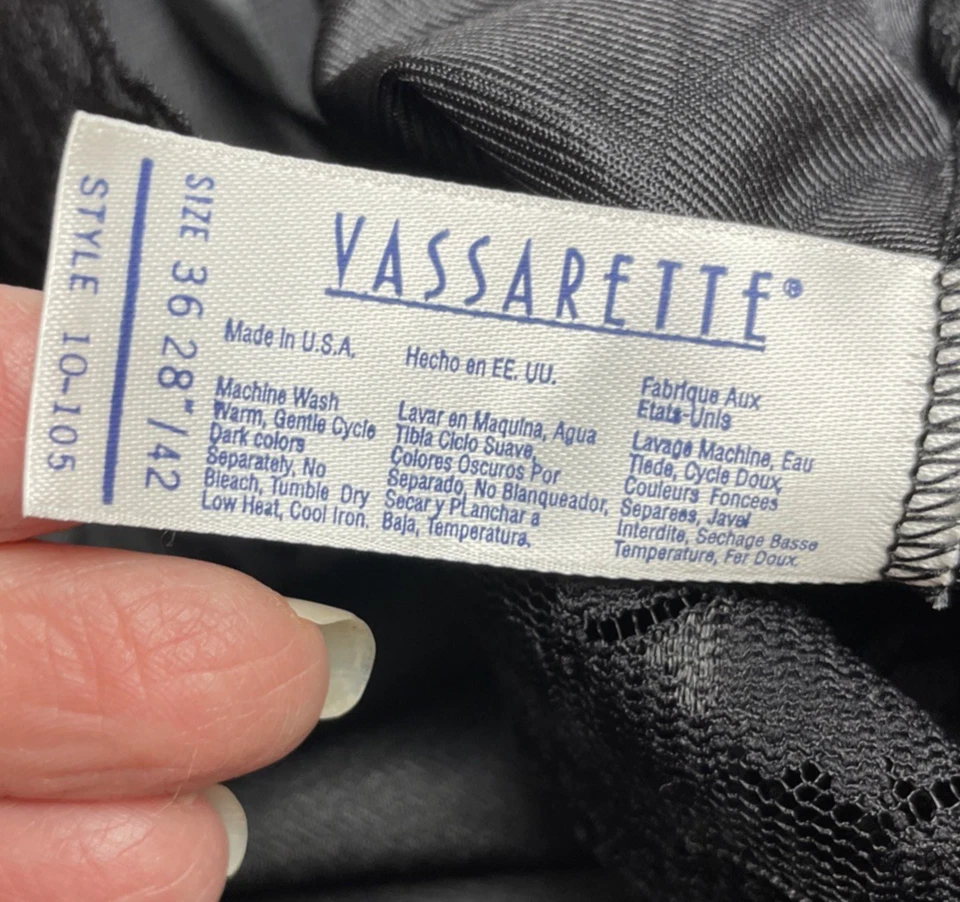 VASSARETTE®
Made in U.S.A.
Machine Wash
Warm, Gentle Cycle
Dark colors
Separately, No
Bleach, Tumble Dry
Low Heat, Cool Iron.
Hecho en EE. UU.
Lavar en Maquina, Agua
Tibla Ciclo Suave,
Colores Oscuros Por
Separado, No Blanqueador,
Secar y PLanchar a
Baja, Temperatura.
Fabrique Aux
Etats-Unis
Lavage Machine, Eau
Tiede, Cycle Doux,
Couleurs Foncees
Separees, Javel
Interdite, Sechage Basse
Temperature, Fer Doux.
SIZE 36 28"/42
STYLE 10-105